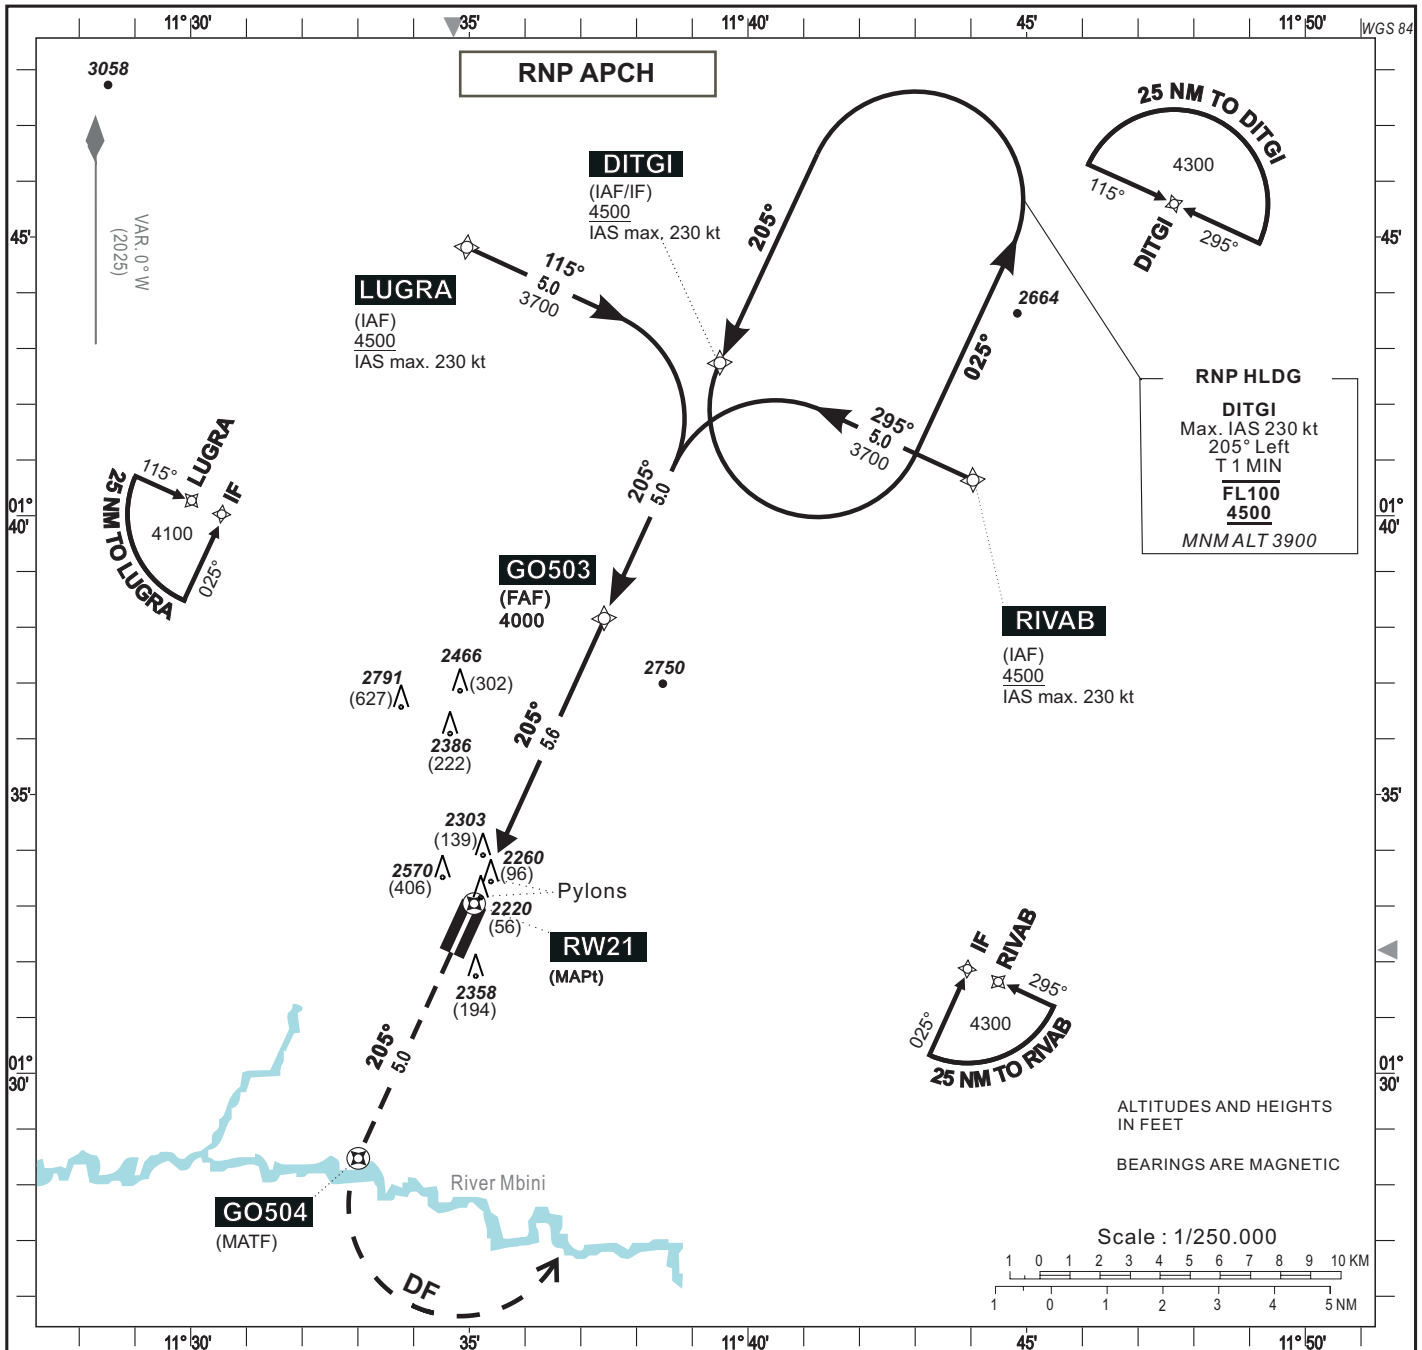 11° 30'
35'
11° 40'
45'
11° 50'
WGS 84
3058
RNP APCH
25 NM TO DITGI
4300
115°
295°
DITGI
DITGI
(IAF/IF)
4500
IAS max. 230 kt
205°
VAR. 0° W
(2025)
45'
45'
LUGRA
(IAF)
4500
IAS max. 230 kt
115°
5.0
3700
2664
025°
RNP HLDG
DITGI
Max. IAS 230 kt
205° Left
T 1 MIN
FL100
4500
MNM ALT 3900
295°
5.0
3700
115°
LUGRA
IF
4100
025°
25 NM TO LUGRA
205°
5.0
01°
40'
01°
40'
GO503
(FAF)
4000
RIVAB
(IAF)
4500
IAS max. 230 kt
2466
(302)
2791
(627)
2386
(222)
2750
205°
5.6
35'
35'
2303
(139)
2260
(96)
2570
(406)
Pylons
2220
(56)
RW21
(MAPt)
2358
(194)
IF
RIVAB
295°
025°
4300
25 NM TO RIVAB
205°
5.0
01°
30'
01°
30'
ALTITUDES AND HEIGHTS
IN FEET
BEARINGS ARE MAGNETIC
River Mbini
GO504
(MATF)
DF
Scale : 1/250.000
1 0 1 2 3 4 5 6 7 8 9 10 KM
1 0 1 2 3 4 5 NM
11° 30'
35'
11° 40'
45'
11° 50'